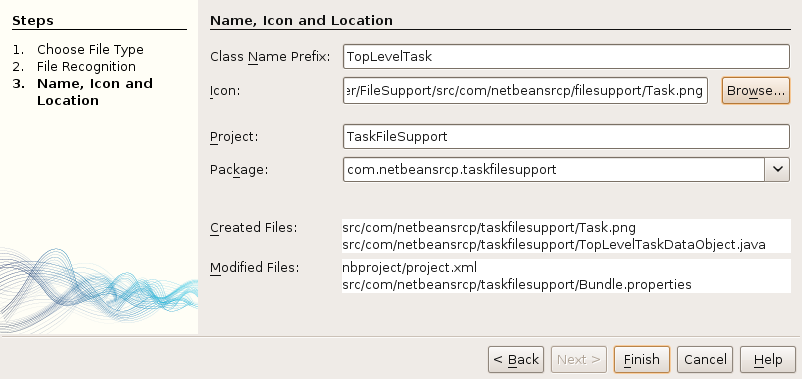 Steps
1. Choose File Type
2. File Recognition
3. Name, Icon and
Location
Name, Icon and Location
Class Name Prefix: TopLevelTask
Icon: er/FileSupport/src/com/netbeansrcp/filesupport/Task.png Browse...
Project: TaskFileSupport
Package: com.netbeansrcp.taskfilesupport
Created Files: src/com/netbeansrcp/taskfilesupport/Task.png
src/com/netbeansrcp/taskfilesupport/TopLevelTaskDataObject.java
Modified Files: nbproject/project.xml
src/com/netbeansrcp/taskfilesupport/Bundle.properties
< Back Next > Finish Cancel Help